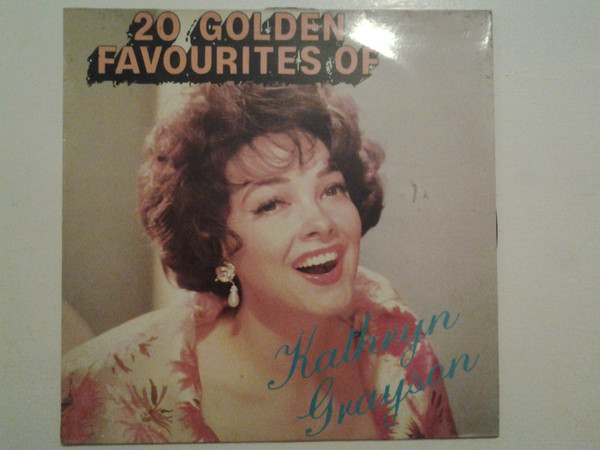 20 GOLDEN
FAVOURITES OF
Kathryn
Grayson